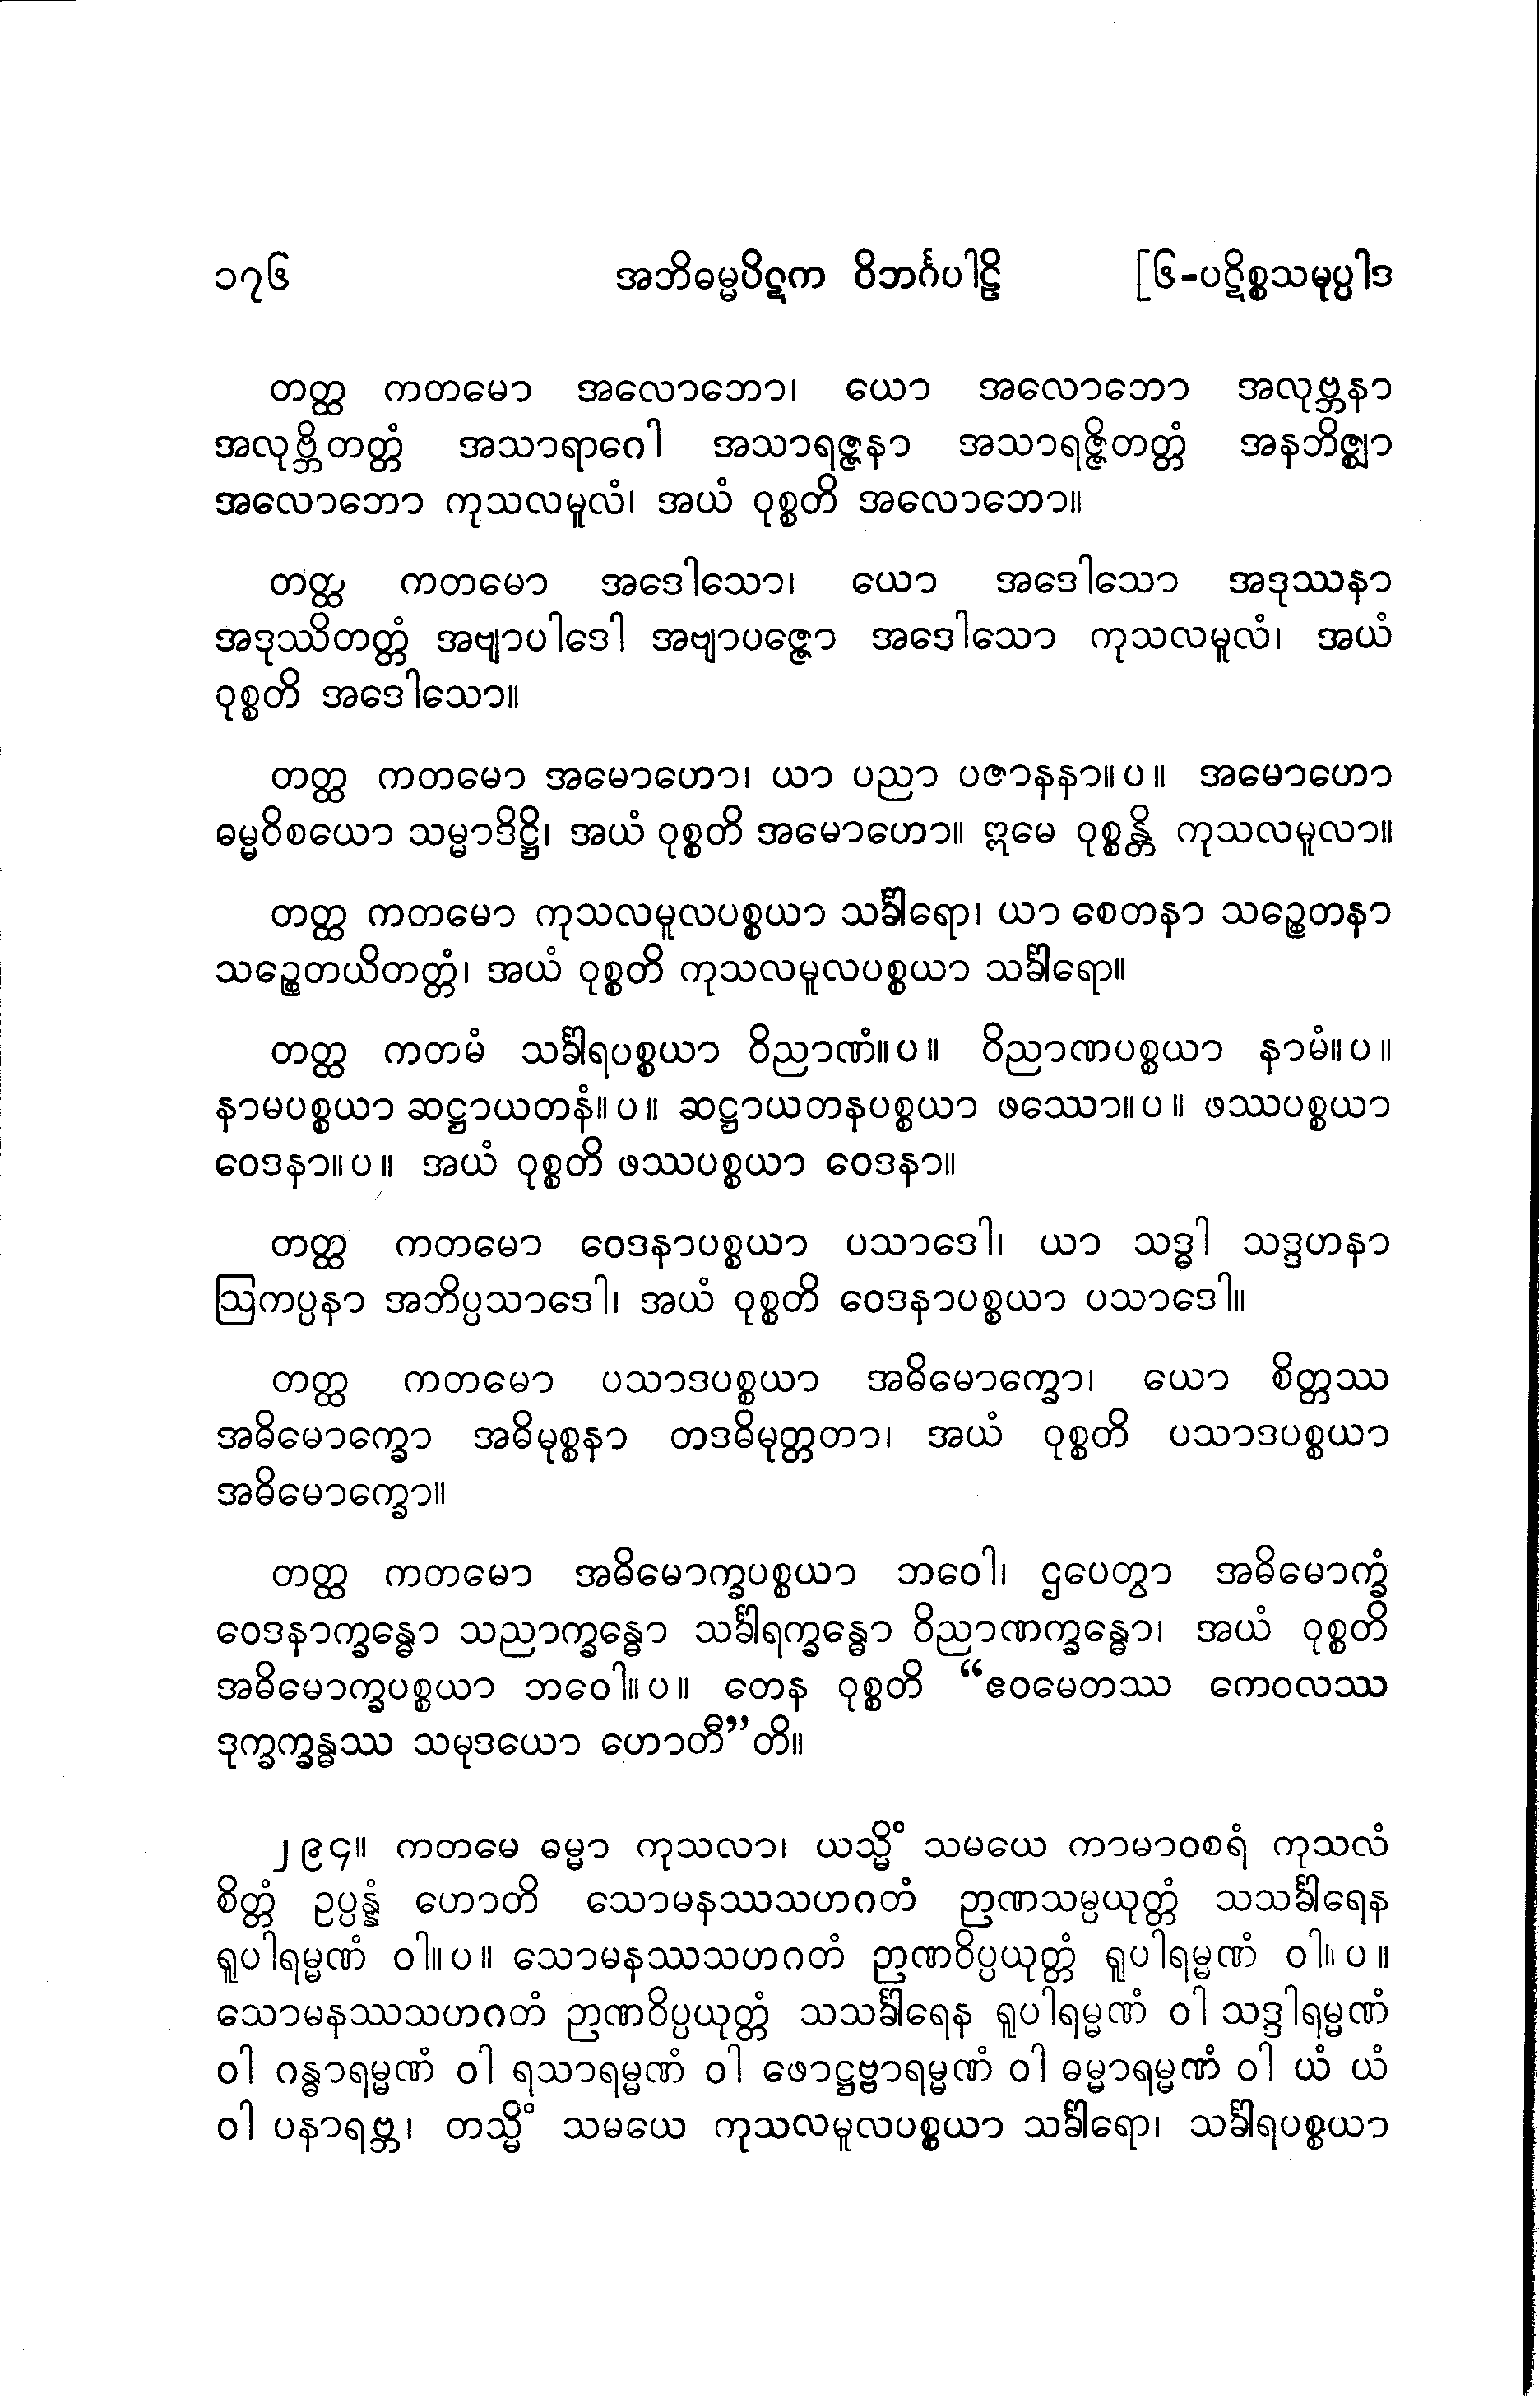 ၁၇၆ အဘိဓမ္မပိဋက ဝိဘင်္ဂပါဠိ [၆-ပဋိစ္စသမုပ္ပါဒ
တတ္ထ ကတမော အလောဘော၊ ယော အလောဘော အလုဗ္ဘနာ
အလုဗ္ဘိတတ္တံ အသာရာဂေါ အသာရဇ္ဇနာ အသာရဇ္ဇိတတ္တံ အနဘိဇ္ဈာ
အလောဘော ကုသလမူလံ၊ အယံ ဝုစ္စတိ အလောဘော။
တတ္ထ ကတမော အဒေါသော၊ ယော အဒေါသော အဒုဿနာ
အဒုဿိတတ္တံ အဗျာပါဒေါ အဗျာပဇ္ဇော အဒေါသော ကုသလမူလံ၊ အယံ
ဝုစ္စတိ အဒေါသော။
တတ္ထ ကတမော အမောဟော၊ ယာ ပညာ ပဇာနနာ။ပ။ အမောဟော
ဓမ္မဝိစယော သမ္မာဒိဋ္ဌိ၊ အယံ ဝုစ္စတိ အမောဟော။ ဣမေ ဝုစ္စန္တိ ကုသလမူလာ။
တတ္ထ ကတမော ကုသလမူလပစ္စယာ သင်္ခါရော၊ ယာ စေတနာ သဉ္စေတနာ
သဉ္စေတယိတတ္တံ၊ အယံ ဝုစ္စတိ ကုသလမူလပစ္စယာ သင်္ခါရော။
တတ္ထ ကတမံ သင်္ခါရပစ္စယာ ဝိညာဏံ။ပ။ ဝိညာဏပစ္စယာ နာမံ။ပ။
နာမပစ္စယာ ဆဋ္ဌာယတနံ။ပ။ ဆဋ္ဌာယတနပစ္စယာ ဖဿော။ပ။ ဖဿပစ္စယာ
ဝေဒနာ။ပ။ အယံ ဝုစ္စတိ ဖဿပစ္စယာ ဝေဒနာ။
တတ္ထ ကတမော ဝေဒနာပစ္စယာ ပသာဒေါ၊ ယာ သဒ္ဓါ သဒ္ဒဟနာ
ဩကပ္ပနာ အဘိပ္ပသာဒေါ၊ အယံ ဝုစ္စတိ ဝေဒနာပစ္စယာ ပသာဒေါ။
တတ္ထ ကတမော ပသာဒပစ္စယာ အဓိမောက္ခော၊ ယော စိတ္တဿ
အဓိမောက္ခော အဓိမုစ္စနာ တဒဓိမုတ္တတာ၊ အယံ ဝုစ္စတိ ပသာဒပစ္စယာ
အဓိမောက္ခော။
တတ္ထ ကတမော အဓိမောက္ခပစ္စယာ ဘဝေါ၊ ဌပေတွာ အဓိမောက္ခံ
ဝေဒနာက္ခန္ဓော သညာက္ခန္ဓော သင်္ခါရက္ခန္ဓော ဝိညာဏက္ခန္ဓော၊ အယံ ဝုစ္စတိ
အဓိမောက္ခပစ္စယာ ဘဝေါ။ပ။ တေန ဝုစ္စတိ “ဧဝမေတဿ ကေဝလဿ
ဒုက္ခက္ခန္ဓဿ သမုဒယော ဟောတီ”တိ။
၂၉၄။ ကတမေ ဓမ္မာ ကုသလာ၊ ယသ္မိံ သမယေ ကာမာဝစရံ ကုသလံ
စိတ္တံ ဥပ္ပန္နံ ဟောတိ သောမနဿသဟဂတံ ဉာဏသမ္ပယုတ္တံ သသင်္ခါရေန
ရူပါရမ္မဏံ ဝါ။ပ။ သောမနဿသဟဂတံ ဉာဏဝိပ္ပယုတ္တံ ရူပါရမ္မဏံ ဝါ။ပ။
သောမနဿသဟဂတံ ဉာဏဝိပ္ပယုတ္တံ သသင်္ခါရေန ရူပါရမ္မဏံ ဝါ သဒ္ဒါရမ္မဏံ
ဝါ ဂန္ဓာရမ္မဏံ ဝါ ရသာရမ္မဏံ ဝါ ဖောဋ္ဌဗ္ဗာရမ္မဏံ ဝါ ဓမ္မာရမ္မဏံ ဝါ ယံ ယံ
ဝါ ပနာရဗ္ဘ၊ တသ္မိံ သမယေ ကုသလမူလပစ္စယာ သင်္ခါရော၊ သင်္ခါရပစ္စယာ